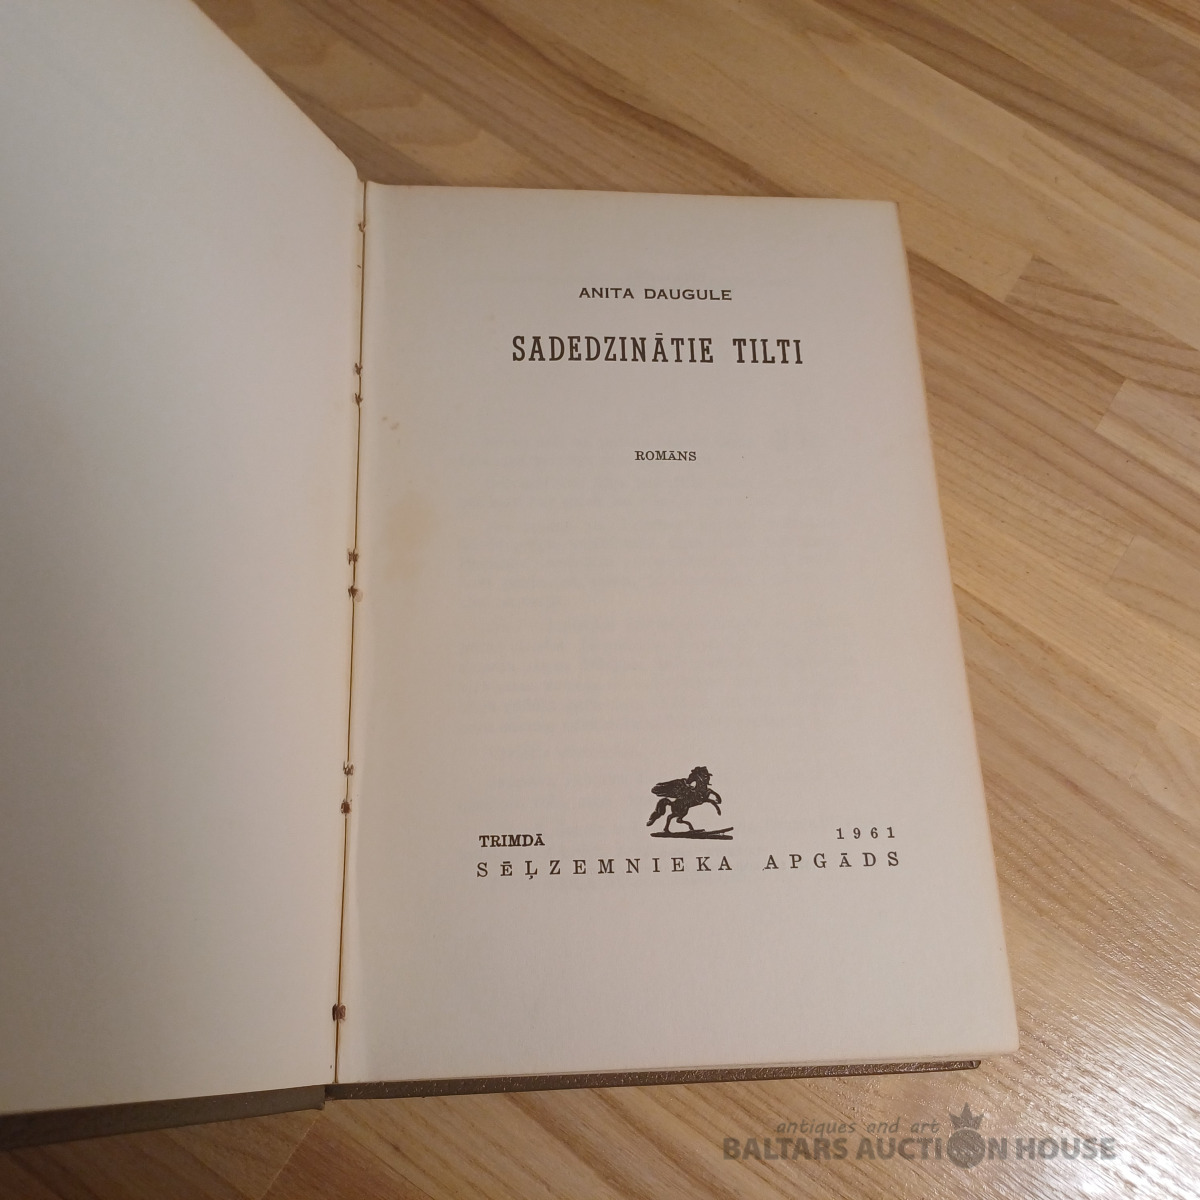 ANITA DAUGULE
SADEDZINĀTIE TILTI
ROMĀNS
TRIMDĀ 1961
SĒĻZEMNIEKA APGĀDS
antiques and art
BALTARS AUCTION HOUSE